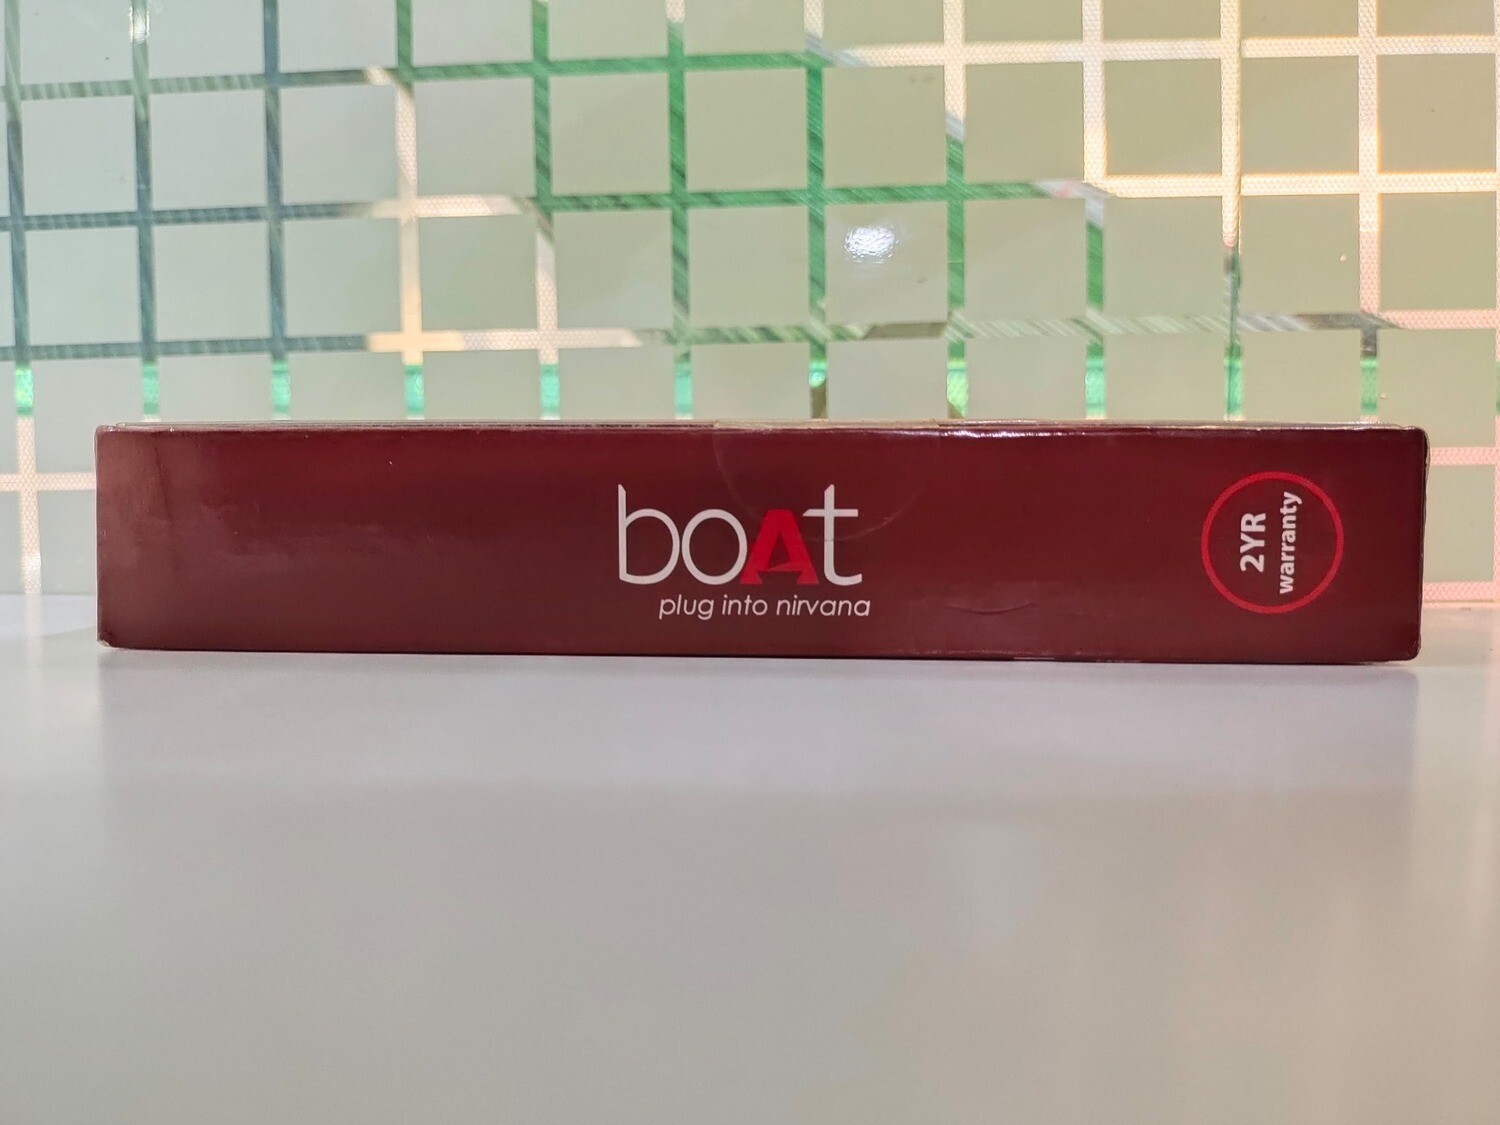 boAt
plug into nirvana
2YR
warranty